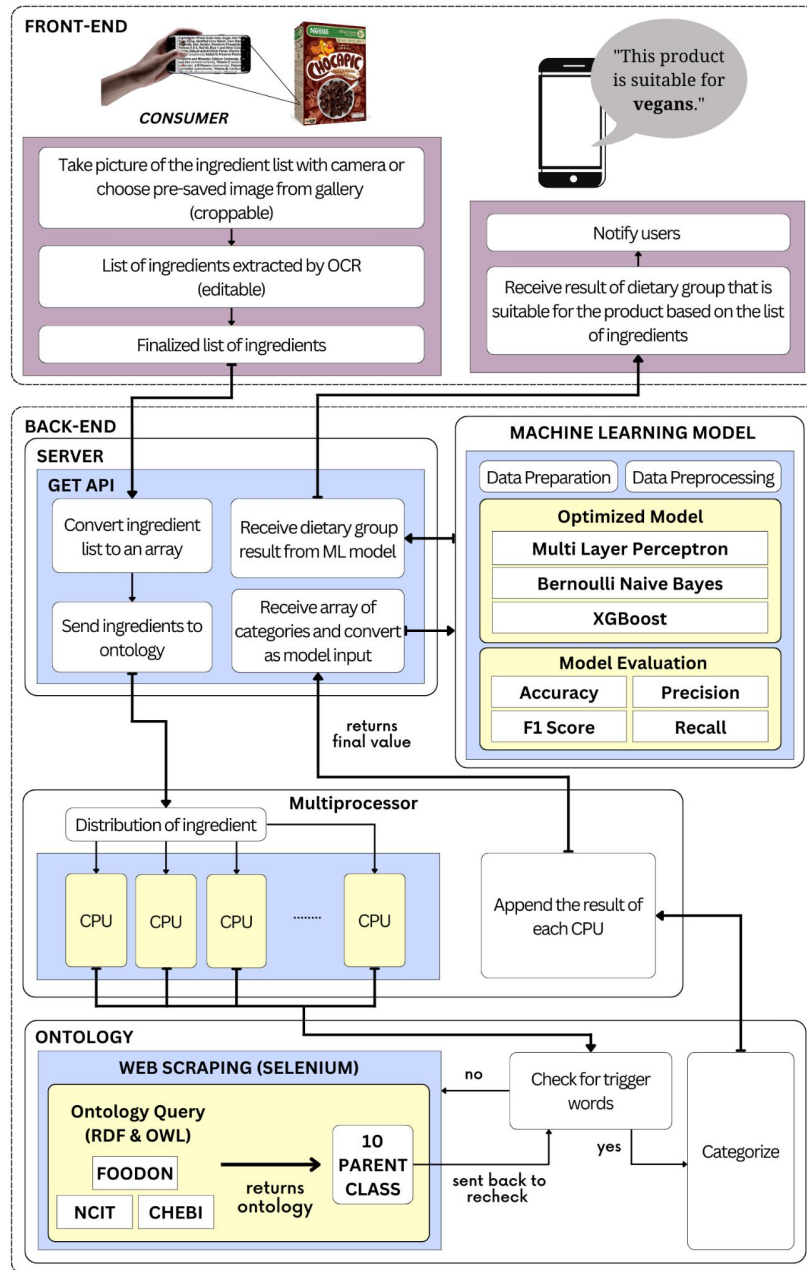 FRONT-END
Nestle
CHOCAPIC
CONSUMER
"This product
is suitable for
vegans."
Take picture of the ingredient list with camera or
choose pre-saved image from gallery
(croppable)
List of ingredients extracted by OCR
(editable)
Finalized list of ingredients
Notify users
Receive result of dietary group that is
suitable for the product based on the list
of ingredients
BACK-END
SERVER
GET API
Convert ingredient
list to an array
Send ingredients to
ontology
Receive dietary group
result from ML model
Receive array of
categories and convert
as model input
MACHINE LEARNING MODEL
Data Preparation
Data Preprocessing
Optimized Model
Multi Layer Perceptron
Bernoulli Naive Bayes
XGBoost
Model Evaluation
Accuracy
Precision
F1 Score
Recall
returns
final value
Multiprocessor
Distribution of ingredient
CPU
CPU
CPU
........
CPU
Append the result of
each CPU
ONTOLOGY
WEB SCRAPING (SELENIUM)
Ontology Query
(RDF & OWL)
FOODON
NCIT
CHEBI
returns
ontology
10
PARENT
CLASS
no
Check for trigger
words
yes
sent back to
recheck
Categorize